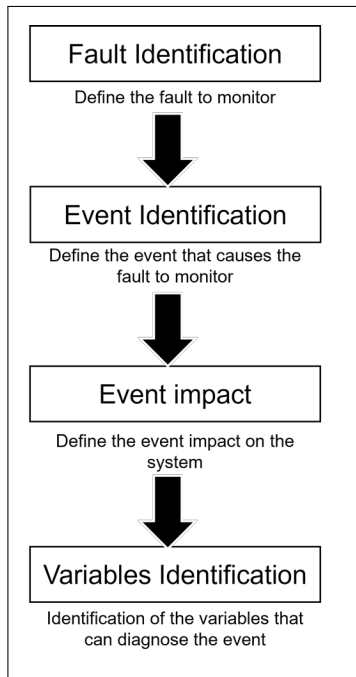 Fault Identification
Define the fault to monitor
Event Identification
Define the event that causes the
fault to monitor
Event impact
Define the event impact on the
system
Variables Identification
Identification of the variables that
can diagnose the event